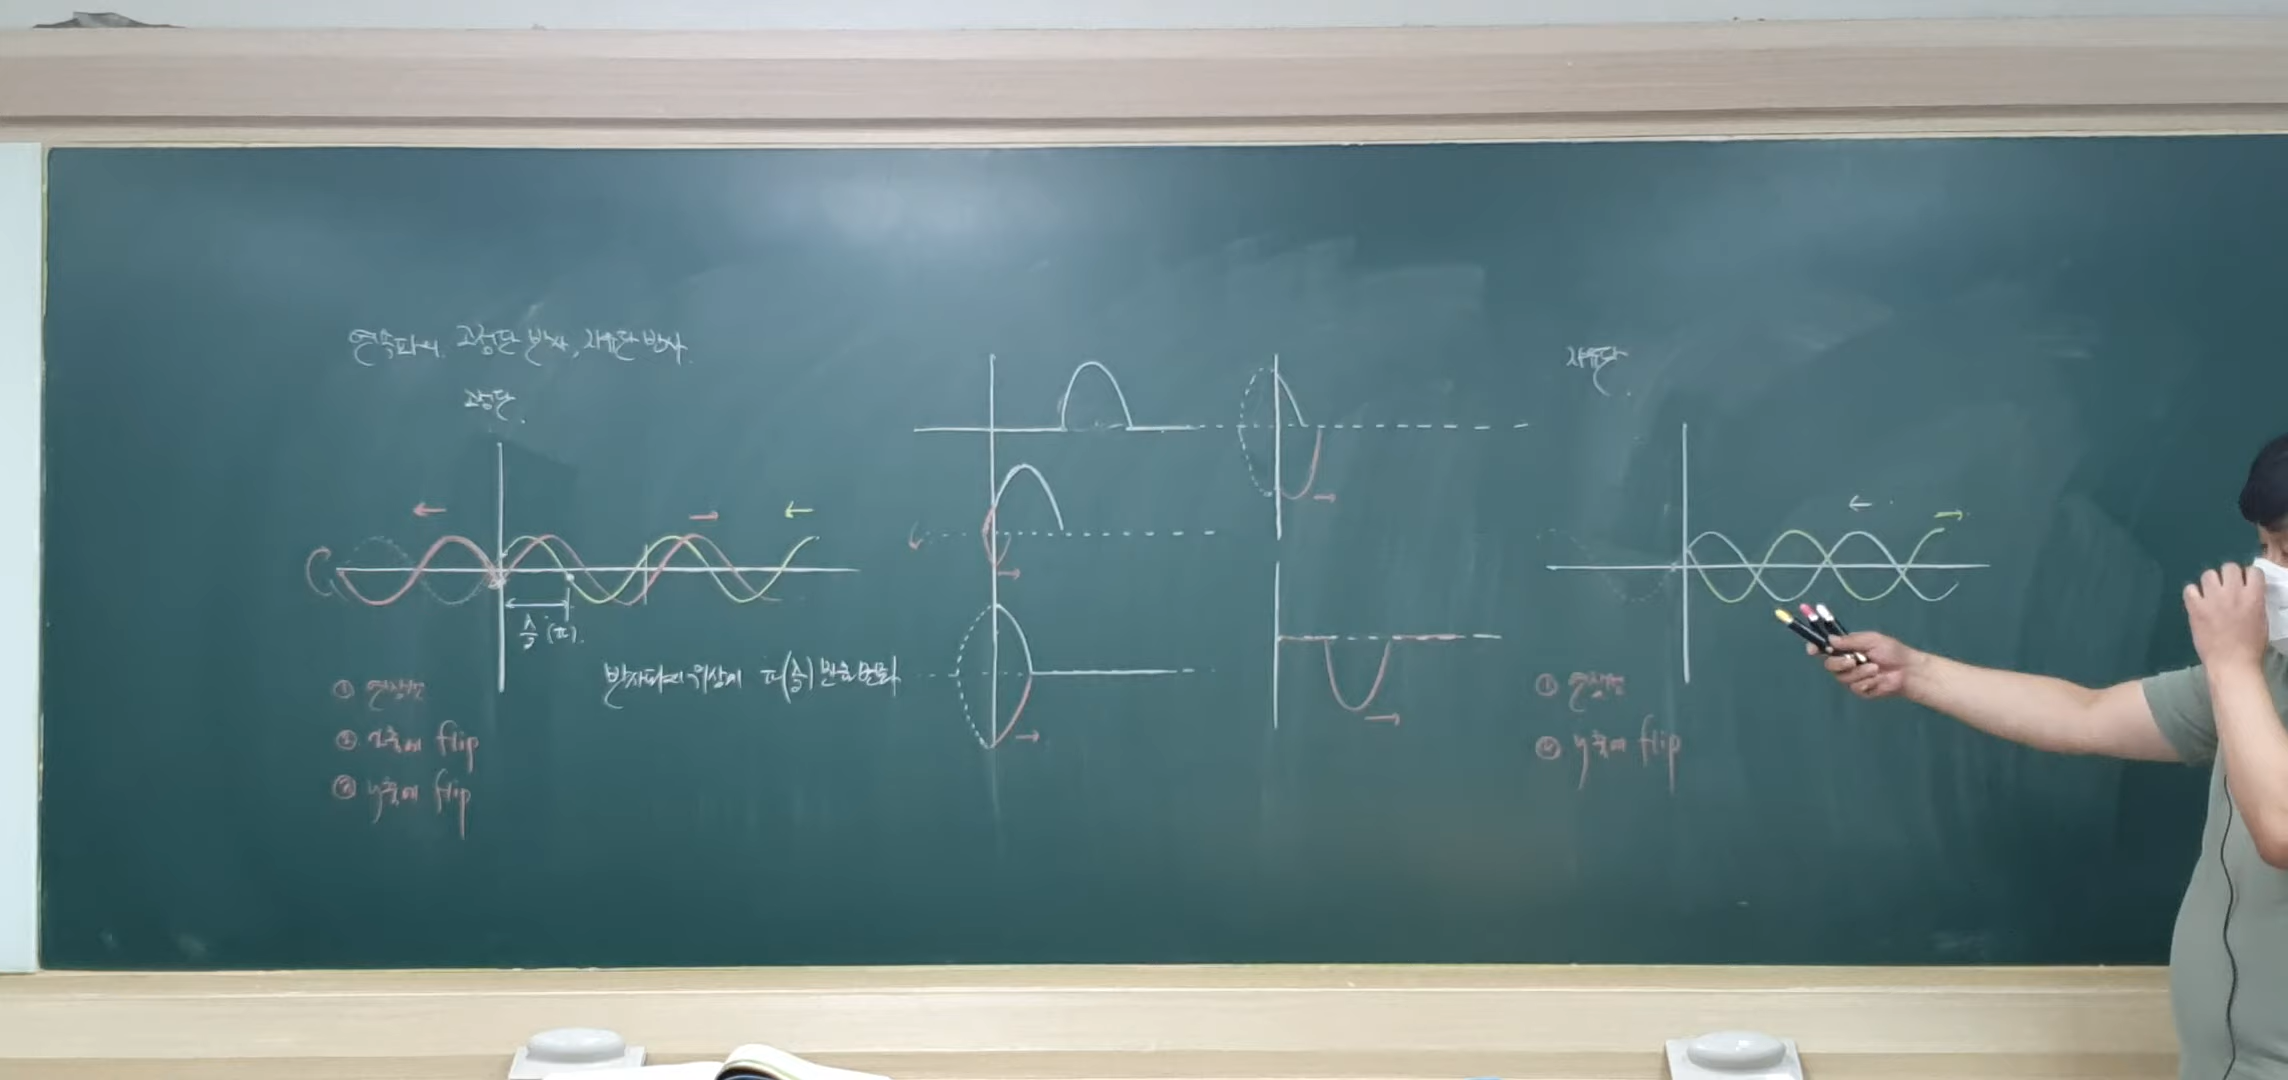 연속파의 고정단 반사, 자유단 반사.
고정단.
λ/2 (π).
반사파의 위상이 π(λ/2)만큼 변화
① 연장선
② x축에 flip
③ y축에 flip
자유단.
① 연장선
② y축에 flip